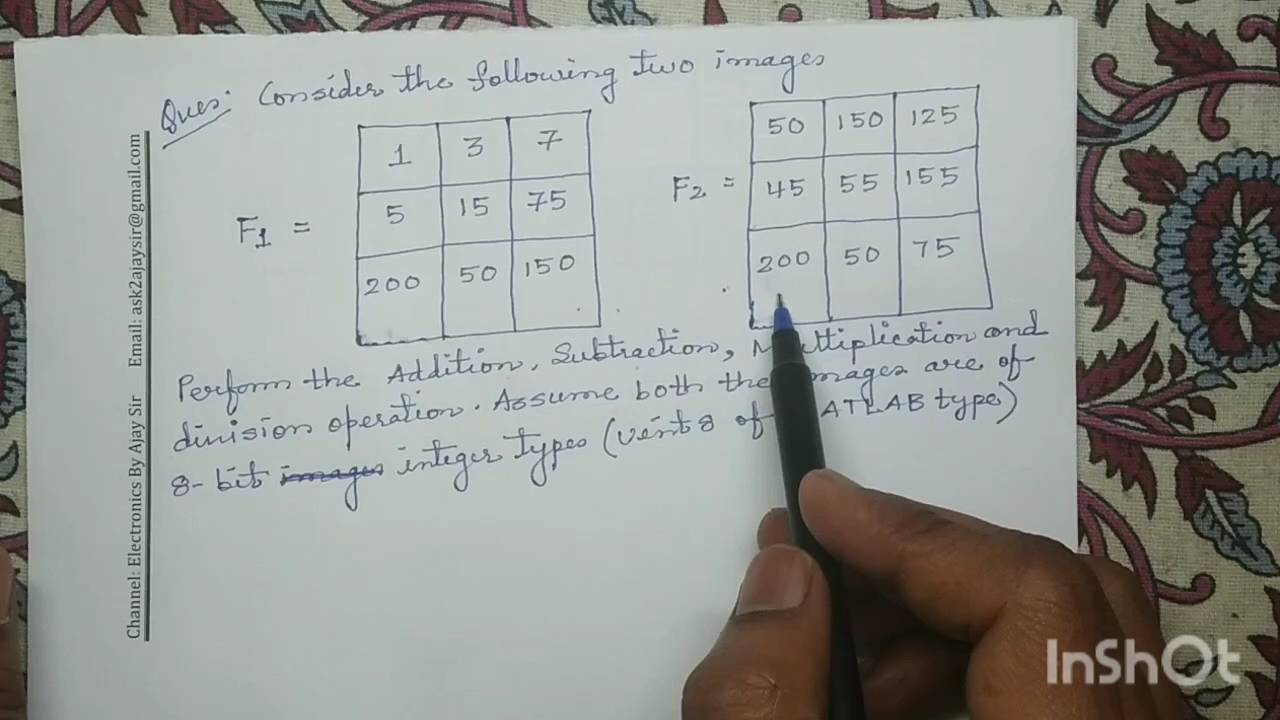 Ques: Consider the following two images
F1 =
1 3 7
5 15 75
200 50 150
F2 =
50 150 125
45 55 155
200 50 75
Perform the Addition, Subtraction, Multiplication and
division operation. Assume both the images are of
8-bit images integer types (uint8 of MATLAB type)
Channel: Electronics By Ajay Sir Email: ask2ajaysir@gmail.com
InShOt